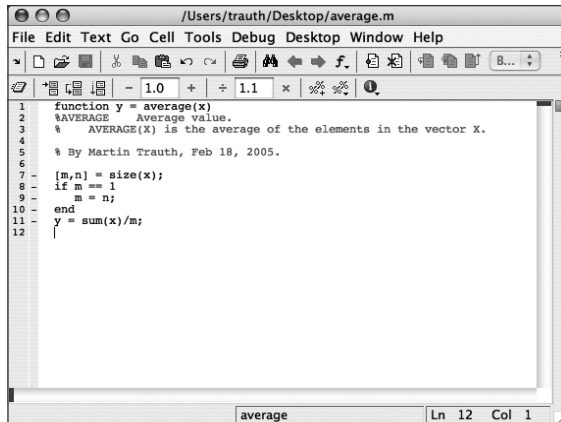 /Users/trauth/Desktop/average.m
File Edit Text Go Cell Tools Debug Desktop Window Help
B...
- 1.0 + ÷ 1.1 ×
1 function y = average(x)
2 %AVERAGE    Average value.
3 %    AVERAGE(X) is the average of the elements in the vector X.
4
5 % By Martin Trauth, Feb 18, 2005.
6
7 - [m,n] = size(x);
8 - if m == 1
9 -    m = n;
10 - end
11 - y = sum(x)/m;
12
average Ln 12 Col 1